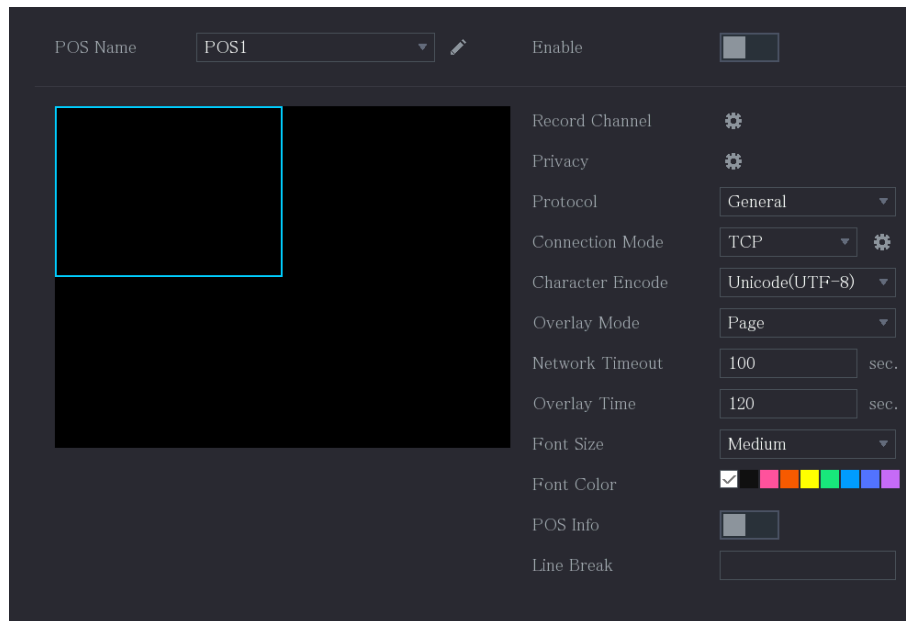 POS Name POS1 Enable
Record Channel
Privacy
Protocol General
Connection Mode TCP
Character Encode Unicode(UTF-8)
Overlay Mode Page
Network Timeout 100 sec.
Overlay Time 120 sec.
Font Size Medium
Font Color
POS Info
Line Break